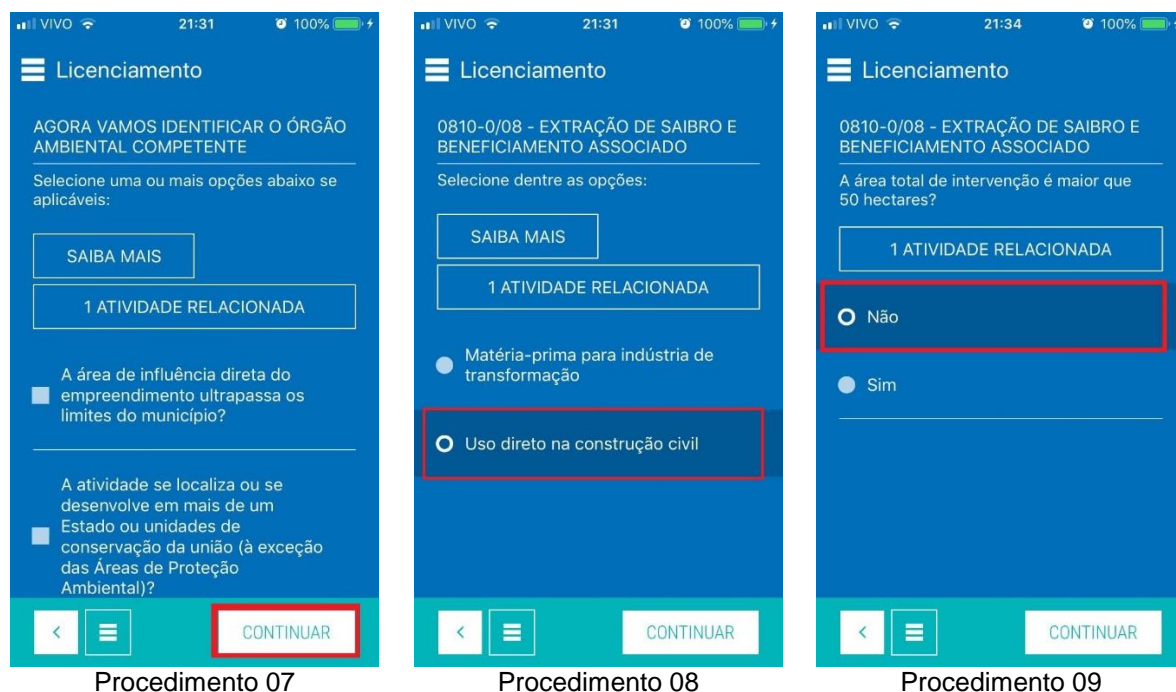 VIVO 21:31 100%
Licenciamento
AGORA VAMOS IDENTIFICAR O ÓRGÃO
AMBIENTAL COMPETENTE
Selecione uma ou mais opções abaixo se
aplicáveis:
SAIBA MAIS
1 ATIVIDADE RELACIONADA
A área de influência direta do
empreendimento ultrapassa os
limites do município?
A atividade se localiza ou se
desenvolve em mais de um
Estado ou unidades de
conservação da união (à exceção
das Áreas de Proteção
Ambiental)?
CONTINUAR
Procedimento 07
VIVO 21:31 100%
Licenciamento
0810-0/08 - EXTRAÇÃO DE SAIBRO E
BENEFICIAMENTO ASSOCIADO
Selecione dentre as opções:
SAIBA MAIS
1 ATIVIDADE RELACIONADA
Matéria-prima para indústria de
transformação
Uso direto na construção civil
CONTINUAR
Procedimento 08
VIVO 21:34 100%
Licenciamento
0810-0/08 - EXTRAÇÃO DE SAIBRO E
BENEFICIAMENTO ASSOCIADO
A área total de intervenção é maior que
50 hectares?
1 ATIVIDADE RELACIONADA
Não
Sim
CONTINUAR
Procedimento 09